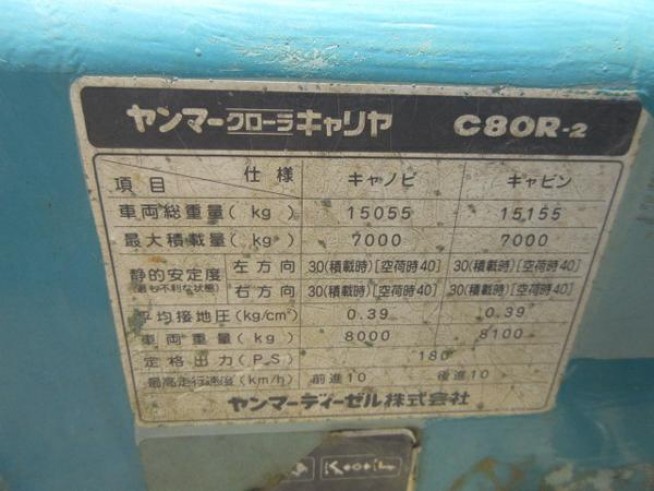 ヤンマークローラキャリヤ C80R-2
項目 仕様 キャノピ キャビン
車両総重量(kg) 15055 15155
最大積載量(kg) 7000 7000
静的安定度 (最も不利な状態) 左方向 30(積載時)[空荷時40] 30(積載時)[空荷時40]
右方向 30(積載時)[空荷時40] 30(積載時)[空荷時40]
平均接地圧(kg/cm²) 0.39 0.39
車両重量(kg) 8000 8100
定格出力(P.S) 180
最高走行速度(km/h) 前進10 後進10
ヤンマーディーゼル株式会社